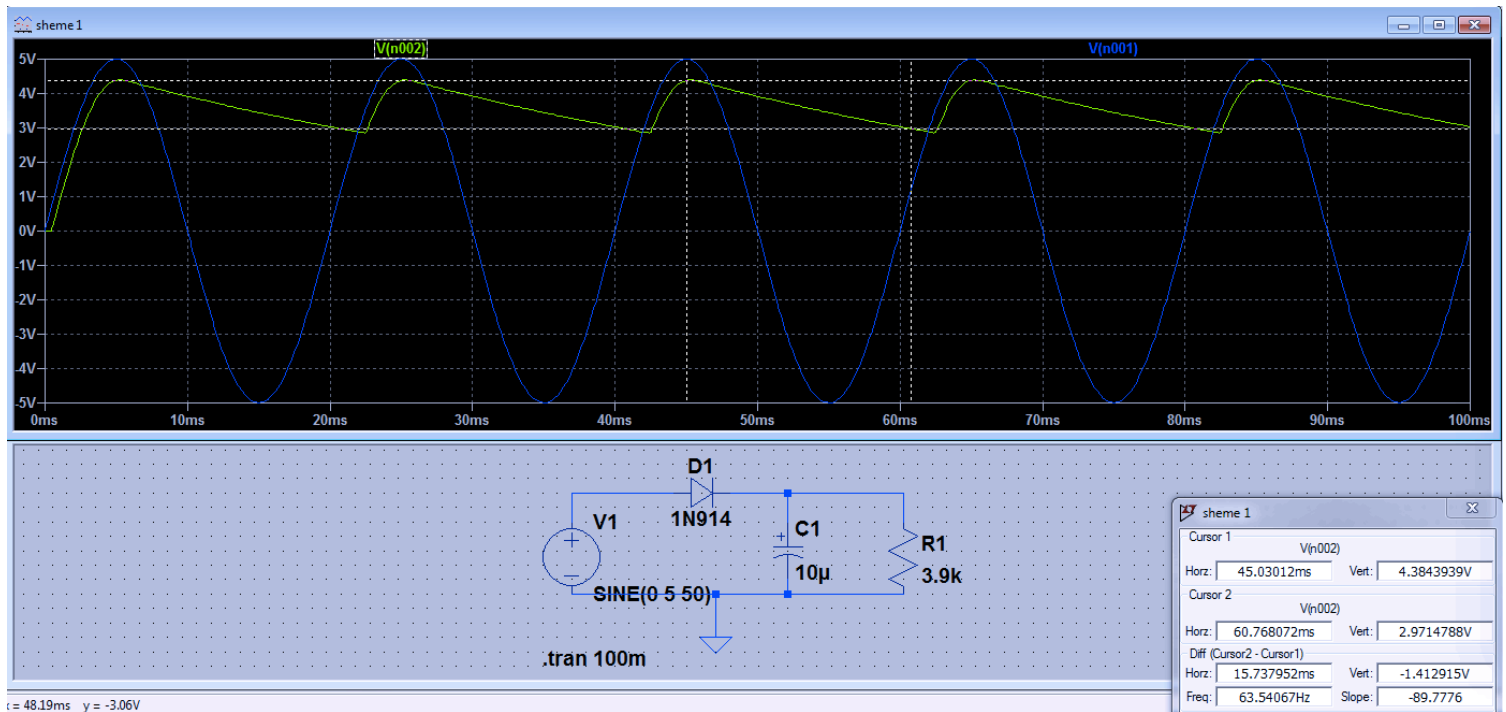 sheme 1
V(n002) V(n001)
5V
4V
3V
2V
1V
0V
-1V
-2V
-3V
-4V
-5V
0ms 10ms 20ms 30ms 40ms 50ms 60ms 70ms 80ms 90ms 100ms
D1
1N914
V1
SINE(0 5 50)
C1
10µ
R1
3.9k
.tran 100m
sheme 1
Cursor 1
V(n002)
Horz: 45.03012ms Vert: 4.3843939V
Cursor 2
V(n002)
Horz: 60.768072ms Vert: 2.9714788V
Diff (Cursor2 - Cursor1)
Horz: 15.737952ms Vert: -1.412915V
Freq: 63.54067Hz Slope: -89.7776
x = 48.19ms y = -3.06V